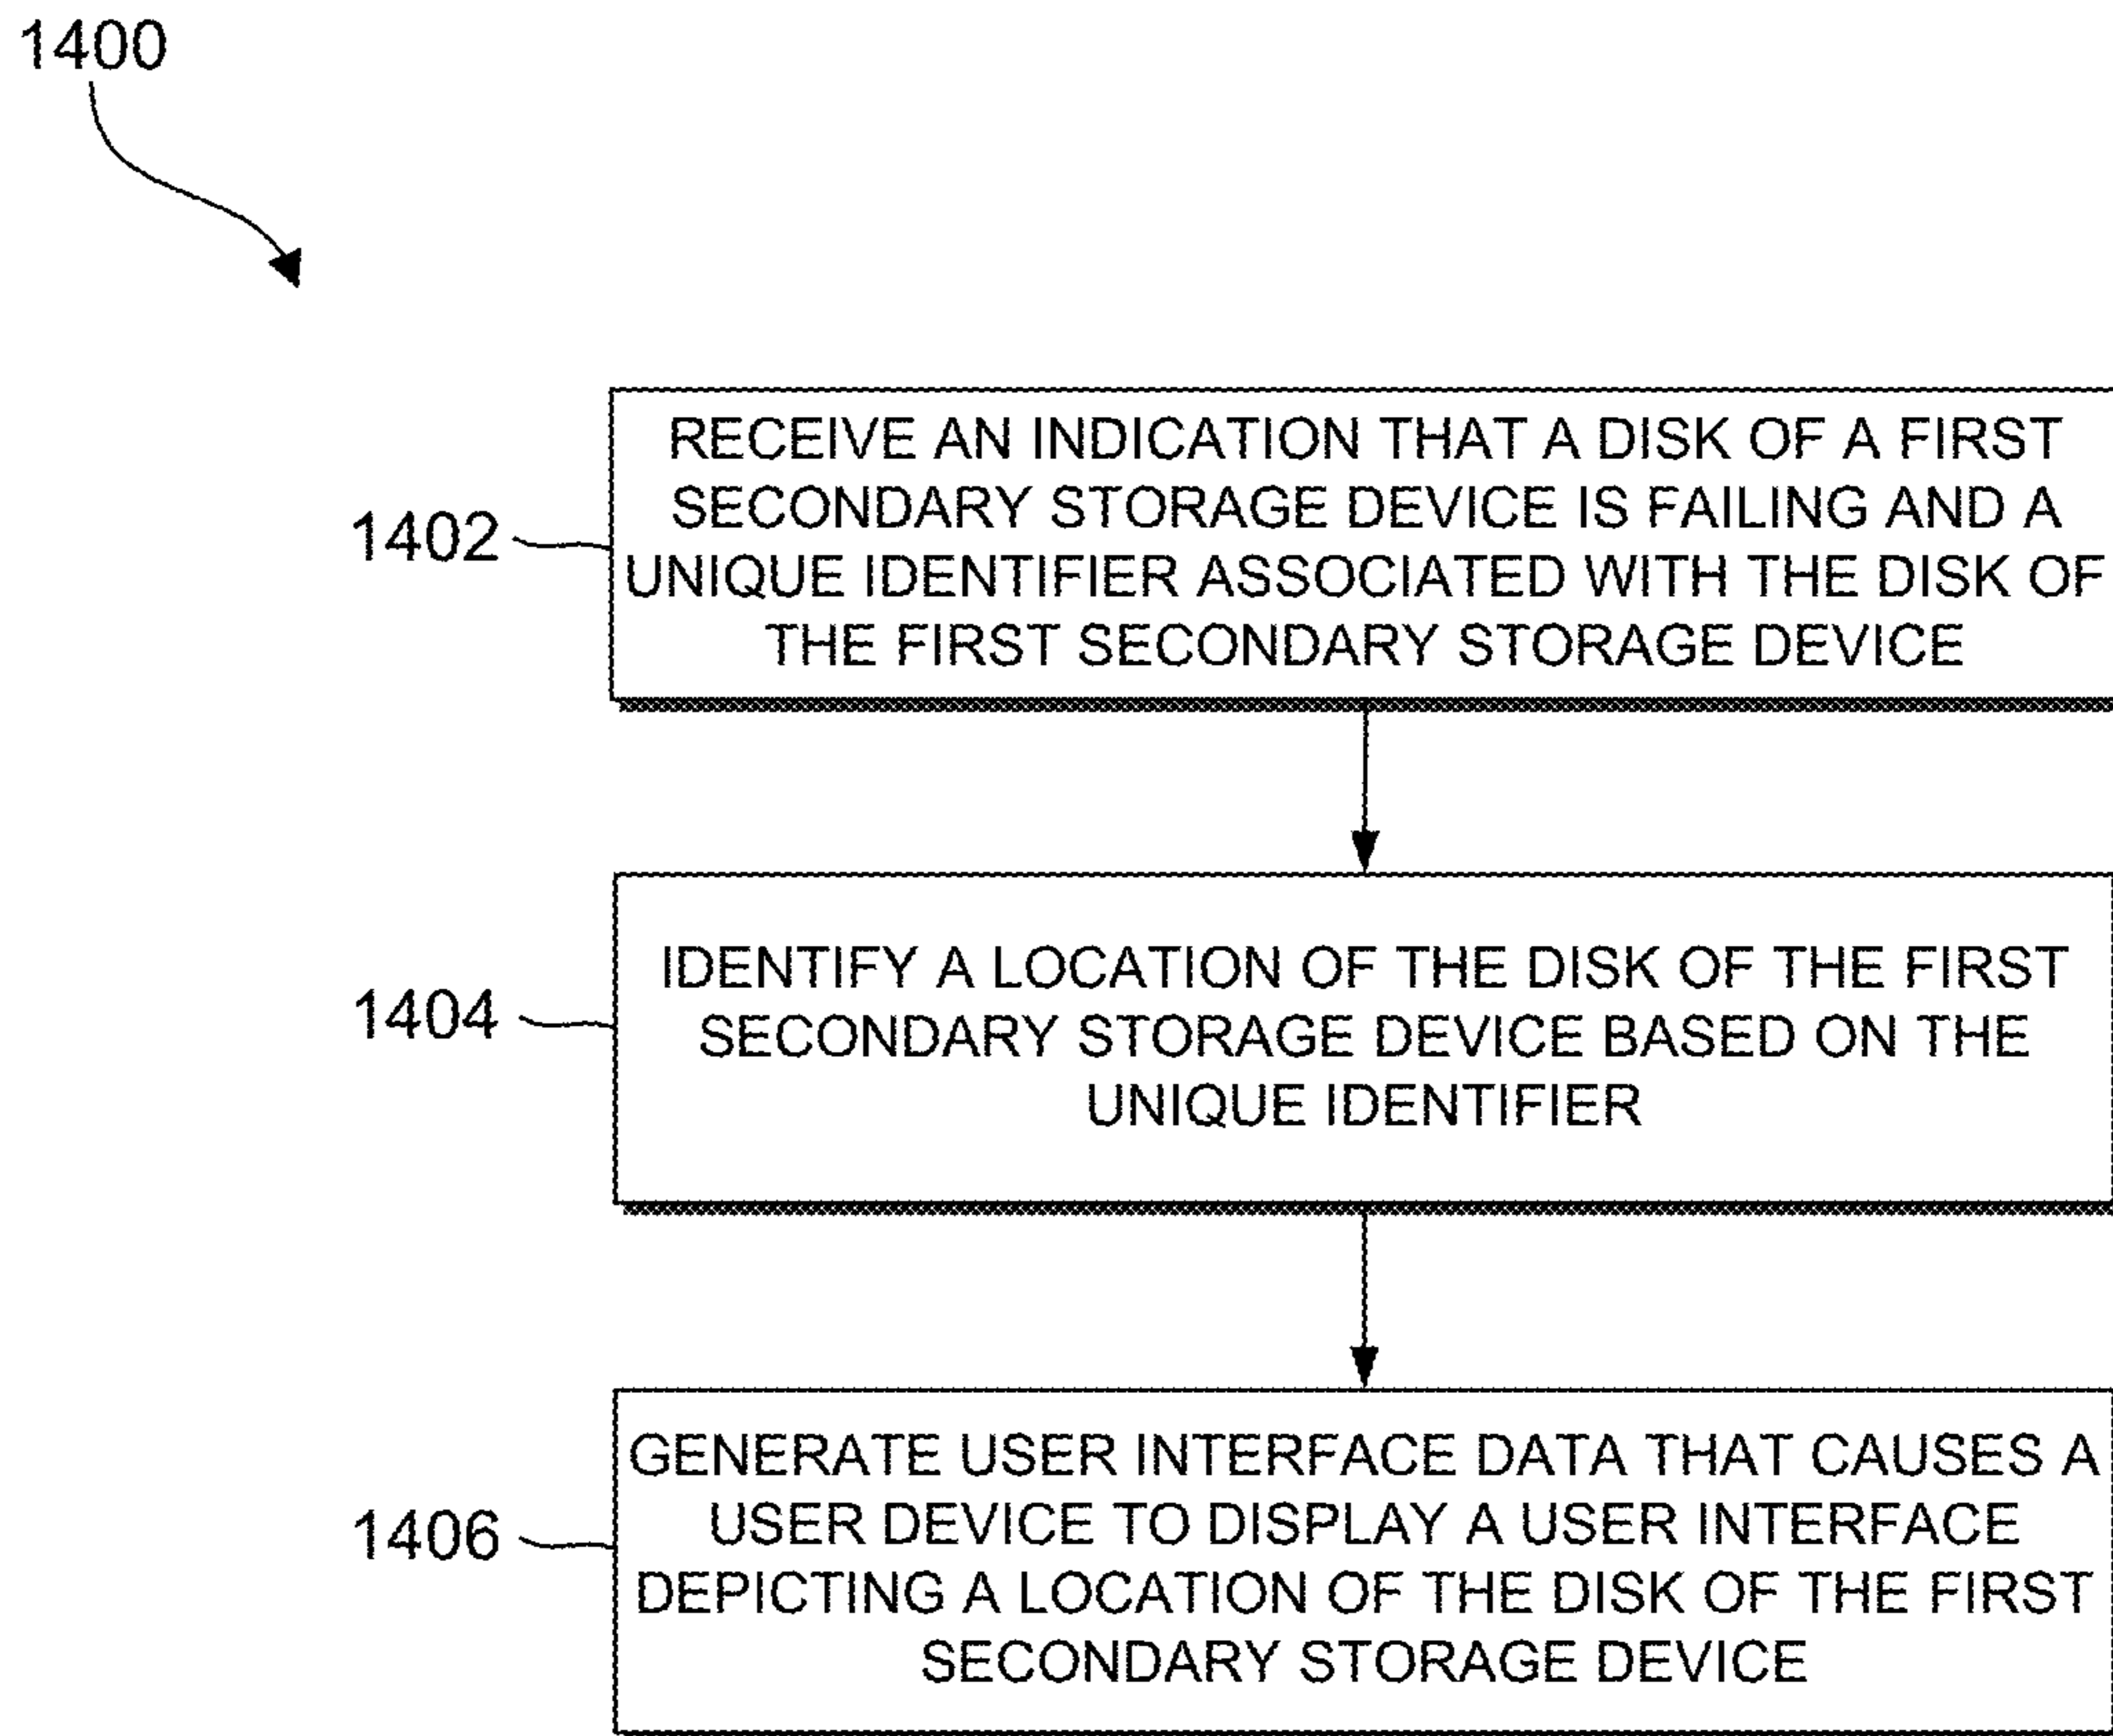 1400
1402
RECEIVE AN INDICATION THAT A DISK OF A FIRST
SECONDARY STORAGE DEVICE IS FAILING AND A
UNIQUE IDENTIFIER ASSOCIATED WITH THE DISK OF
THE FIRST SECONDARY STORAGE DEVICE
1404
IDENTIFY A LOCATION OF THE DISK OF THE FIRST
SECONDARY STORAGE DEVICE BASED ON THE
UNIQUE IDENTIFIER
1406
GENERATE USER INTERFACE DATA THAT CAUSES A
USER DEVICE TO DISPLAY A USER INTERFACE
DEPICTING A LOCATION OF THE DISK OF THE FIRST
SECONDARY STORAGE DEVICE